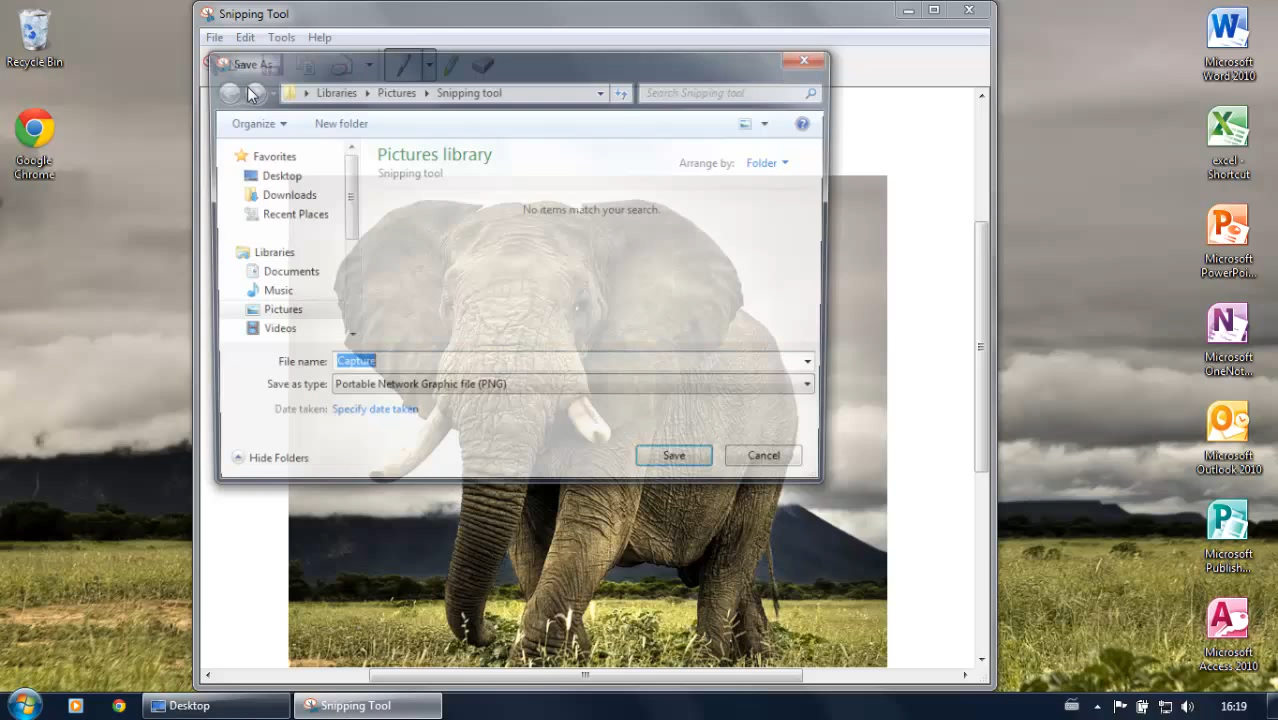 Snipping Tool
File Edit Tools Help
Save As
Libraries Pictures Snipping tool Search Snipping tool
Organize New folder
Favorites
Desktop
Downloads
Recent Places
Libraries
Documents
Music
Pictures
Videos
Pictures library
Snipping tool
Arrange by: Folder
No items match your search.
File name: Capture
Save as type: Portable Network Graphic file (PNG)
Date taken: Specify date taken
Hide Folders Save Cancel
Recycle Bin
Google
Chrome
Microsoft
Word 2010
excel -
Shortcut
Microsoft
PowerPoi...
Microsoft
OneNot...
Microsoft
Outlook 2010
Microsoft
Publish...
Microsoft
Access 2010
Desktop Snipping Tool 16:19